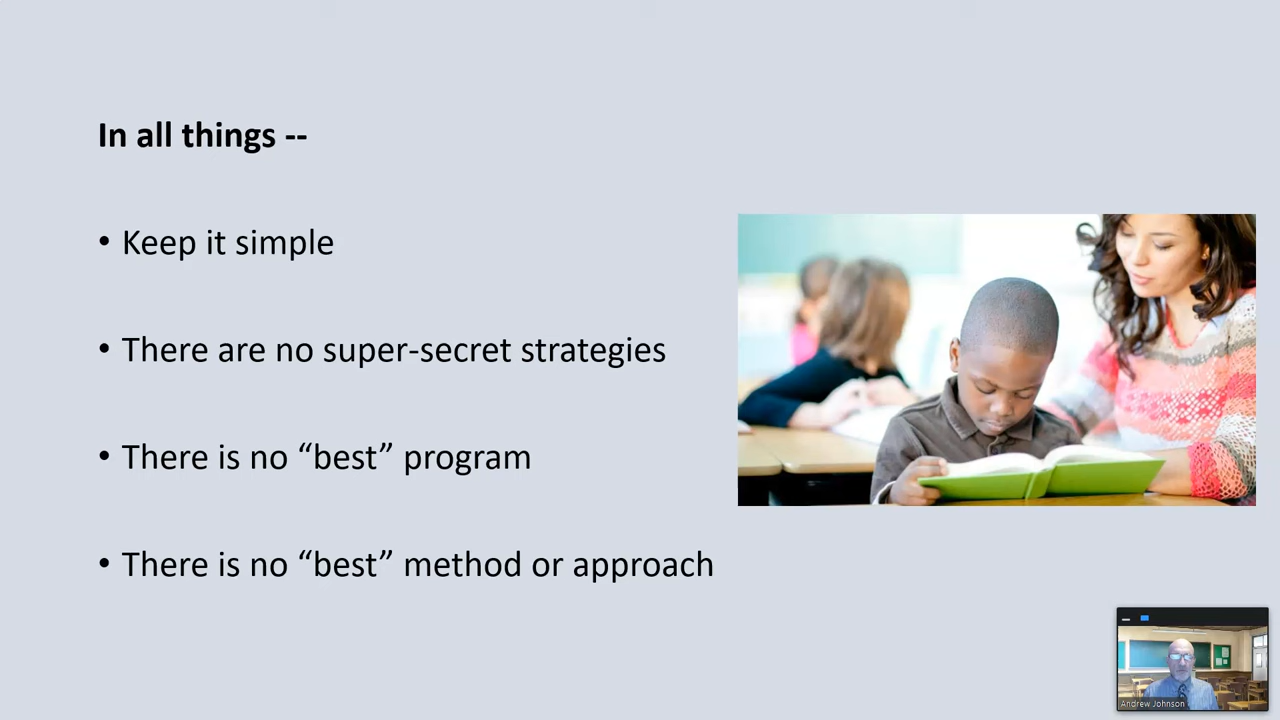 In all things --
• Keep it simple
• There are no super-secret strategies
• There is no “best” program
• There is no “best” method or approach
Andrew Johnson